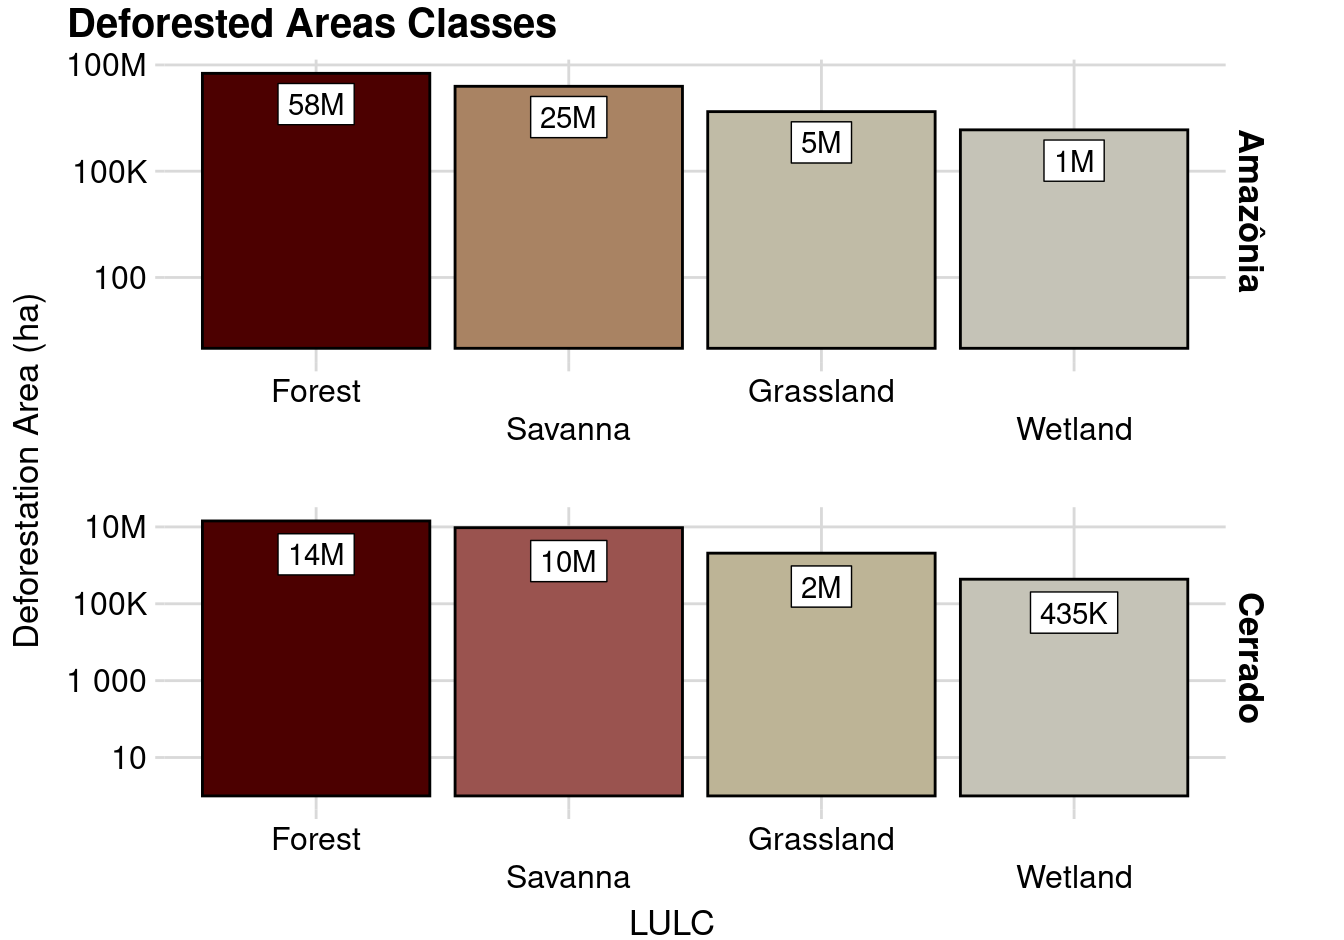 Deforested Areas Classes
Deforestation Area (ha)
100M
100K
100
58M
25M
5M
1M
Amazônia
Forest
Savanna
Grassland
Wetland
10M
100K
1 000
10
14M
10M
2M
435K
Cerrado
Forest
Savanna
Grassland
Wetland
LULC